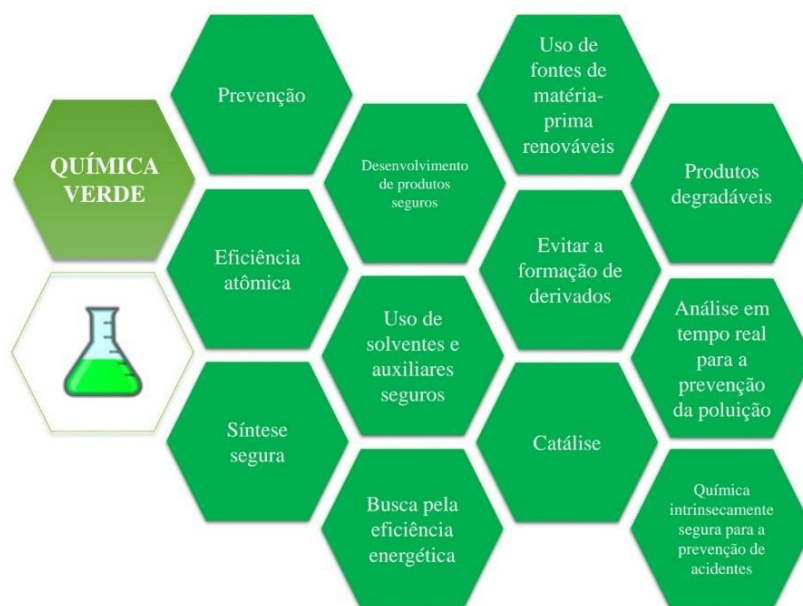 QUÍMICA
VERDE
Prevenção
Eficiência
atômica
Síntese
segura
Desenvolvimento
de produtos
seguros
Uso de
solventes e
auxiliares
seguros
Busca pela
eficiência
energética
Uso de
fontes de
matéria-
prima
renováveis
Evitar a
formação de
derivados
Catálise
Produtos
degradáveis
Análise em
tempo real
para a
prevenção
da poluição
Química
intrinsecamente
segura para a
prevenção de
acidentes